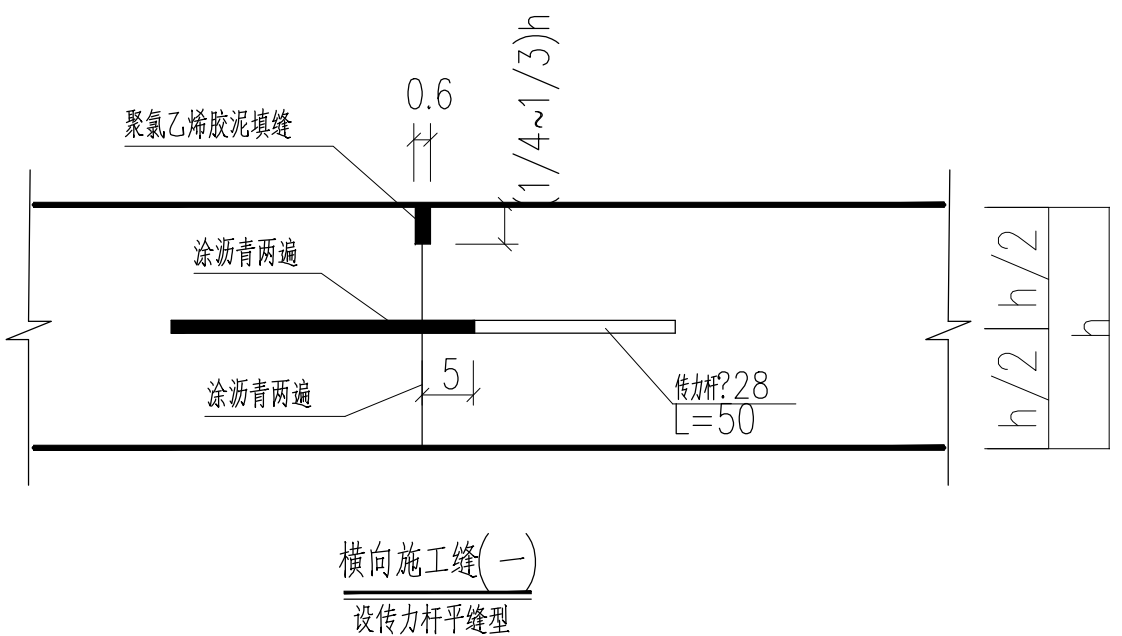 0.6
(1/4~1/3)h
聚氯乙烯胶泥填缝
涂沥青两遍
h/2
h
5
h/2
涂沥青两遍
传力杆?28
L=50
横向施工缝(一)
设传力杆平缝型